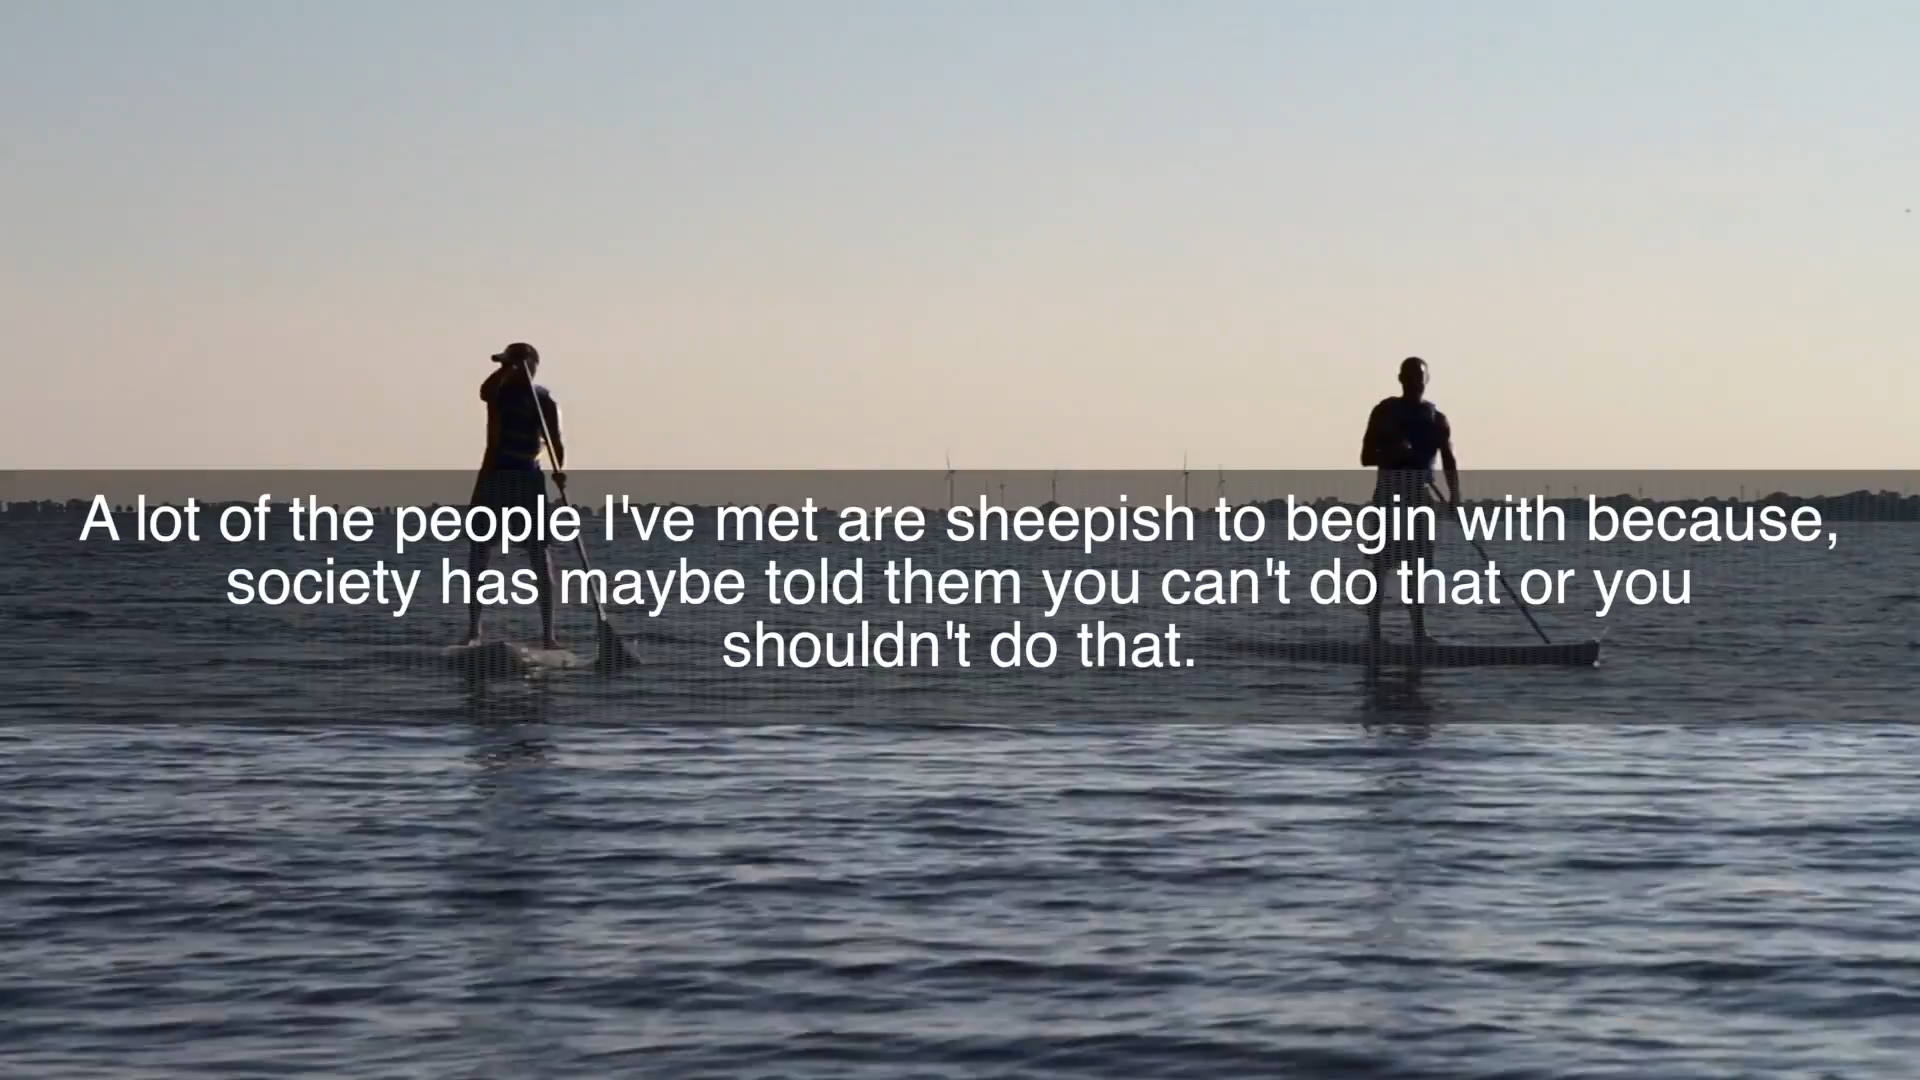 A lot of the people I've met are sheepish to begin with because,
society has maybe told them you can't do that or you
shouldn't do that.